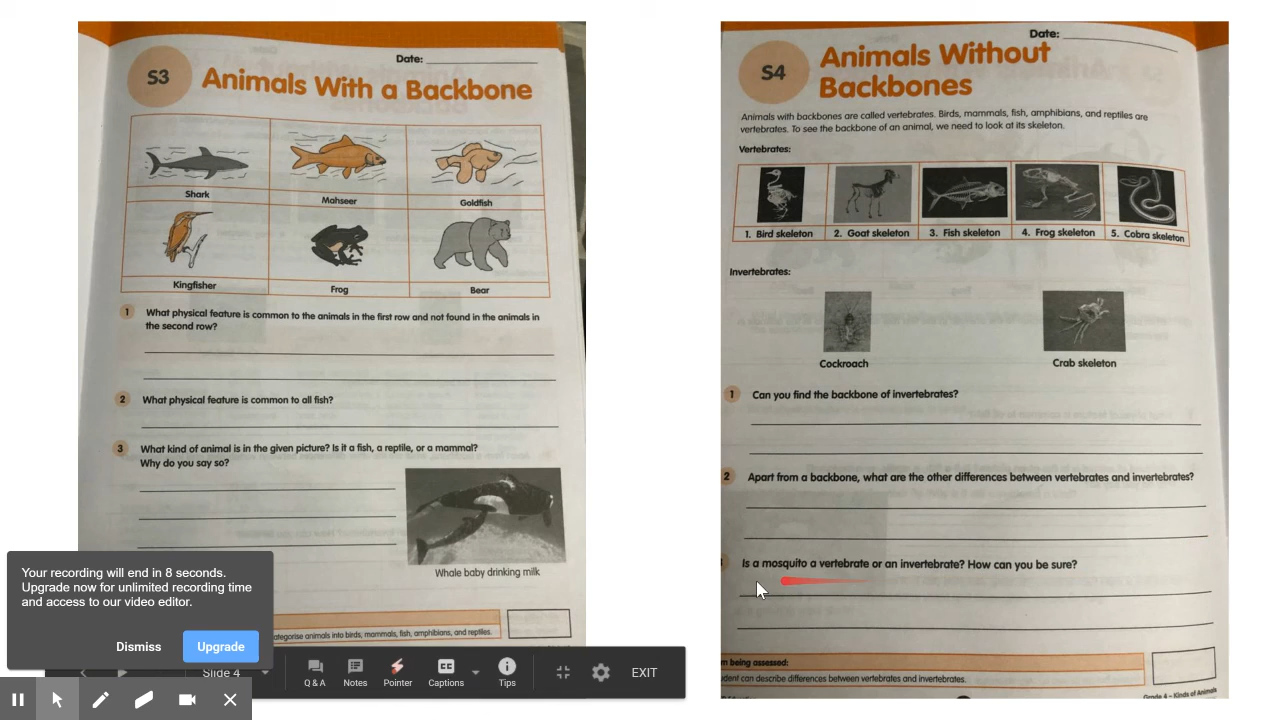 Date:
S3
Animals With a Backbone
Shark
Mahseer
Goldfish
Kingfisher
Frog
Bear
1 What physical feature is common to the animals in the first row and not found in the animals in
the second row?
2 What physical feature is common to all fish?
3 What kind of animal is in the given picture? Is it a fish, a reptile, or a mammal?
Why do you say so?
Whale baby drinking milk
ategorise animals into birds, mammals, fish, amphibians, and reptiles.
Date:
S4
Animals Without
Backbones
Animals with backbones are called vertebrates. Birds, mammals, fish, amphibians, and reptiles are
vertebrates. To see the backbone of an animal, we need to look at its skeleton.
Vertebrates:
1. Bird skeleton
2. Goat skeleton
3. Fish skeleton
4. Frog skeleton
5. Cobra skeleton
Invertebrates:
Cockroach
Crab skeleton
1 Can you find the backbone of invertebrates?
2 Apart from a backbone, what are the other differences between vertebrates and invertebrates?
Is a mosquito a vertebrate or an invertebrate? How can you be sure?
m being assessed:
udent can describe differences between vertebrates and invertebrates.
Grade 4 – Kinds of Animals
Your recording will end in 8 seconds.
Upgrade now for unlimited recording time
and access to our video editor.
Dismiss
Upgrade
Slide 4
Q & A
Notes
Pointer
Captions
Tips
EXIT